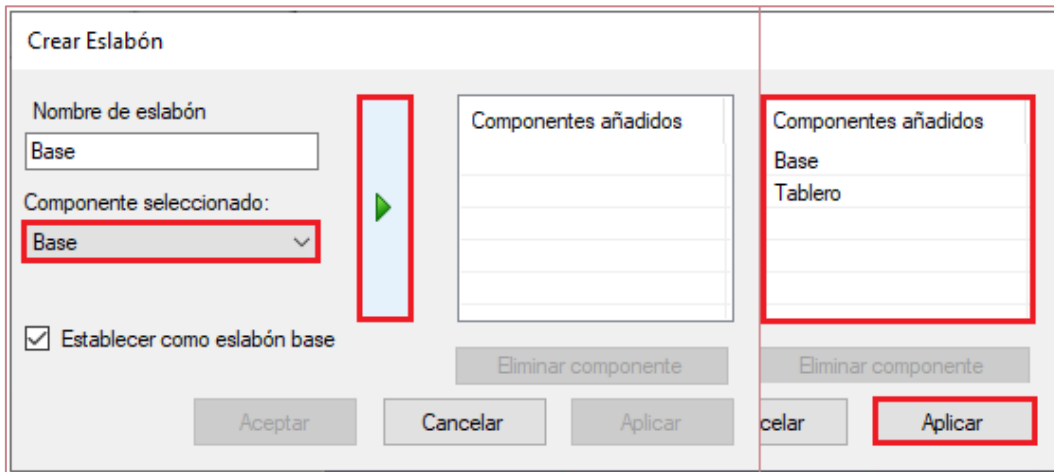 Crear Eslabón
Nombre de eslabón
Base
Componente seleccionado:
Base
Establecer como eslabón base
Componentes añadidos
Eliminar componente
Aceptar
Cancelar
Aplicar
Componentes añadidos
Base
Tablero
Eliminar componente
celar
Aplicar